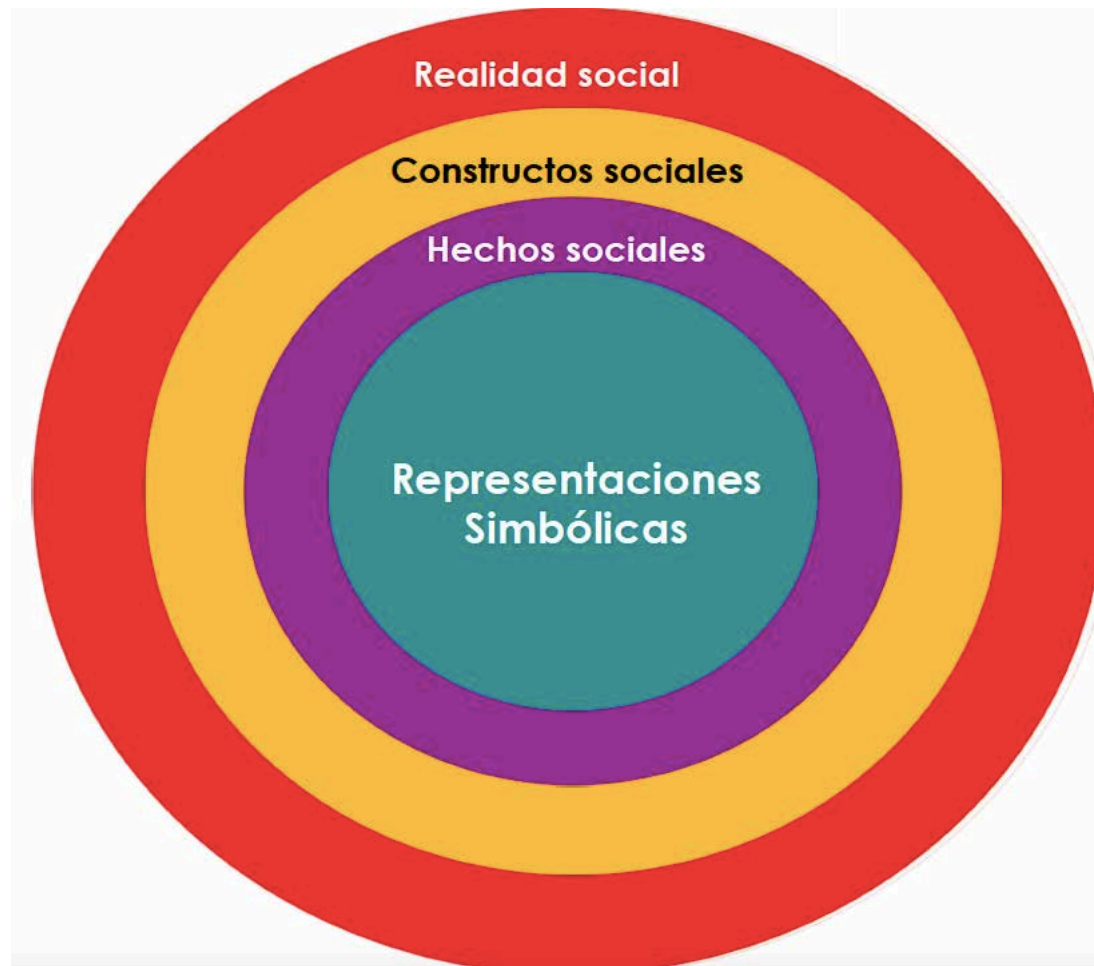 Realidad social
Constructos sociales
Hechos sociales
Representaciones
Simbólicas